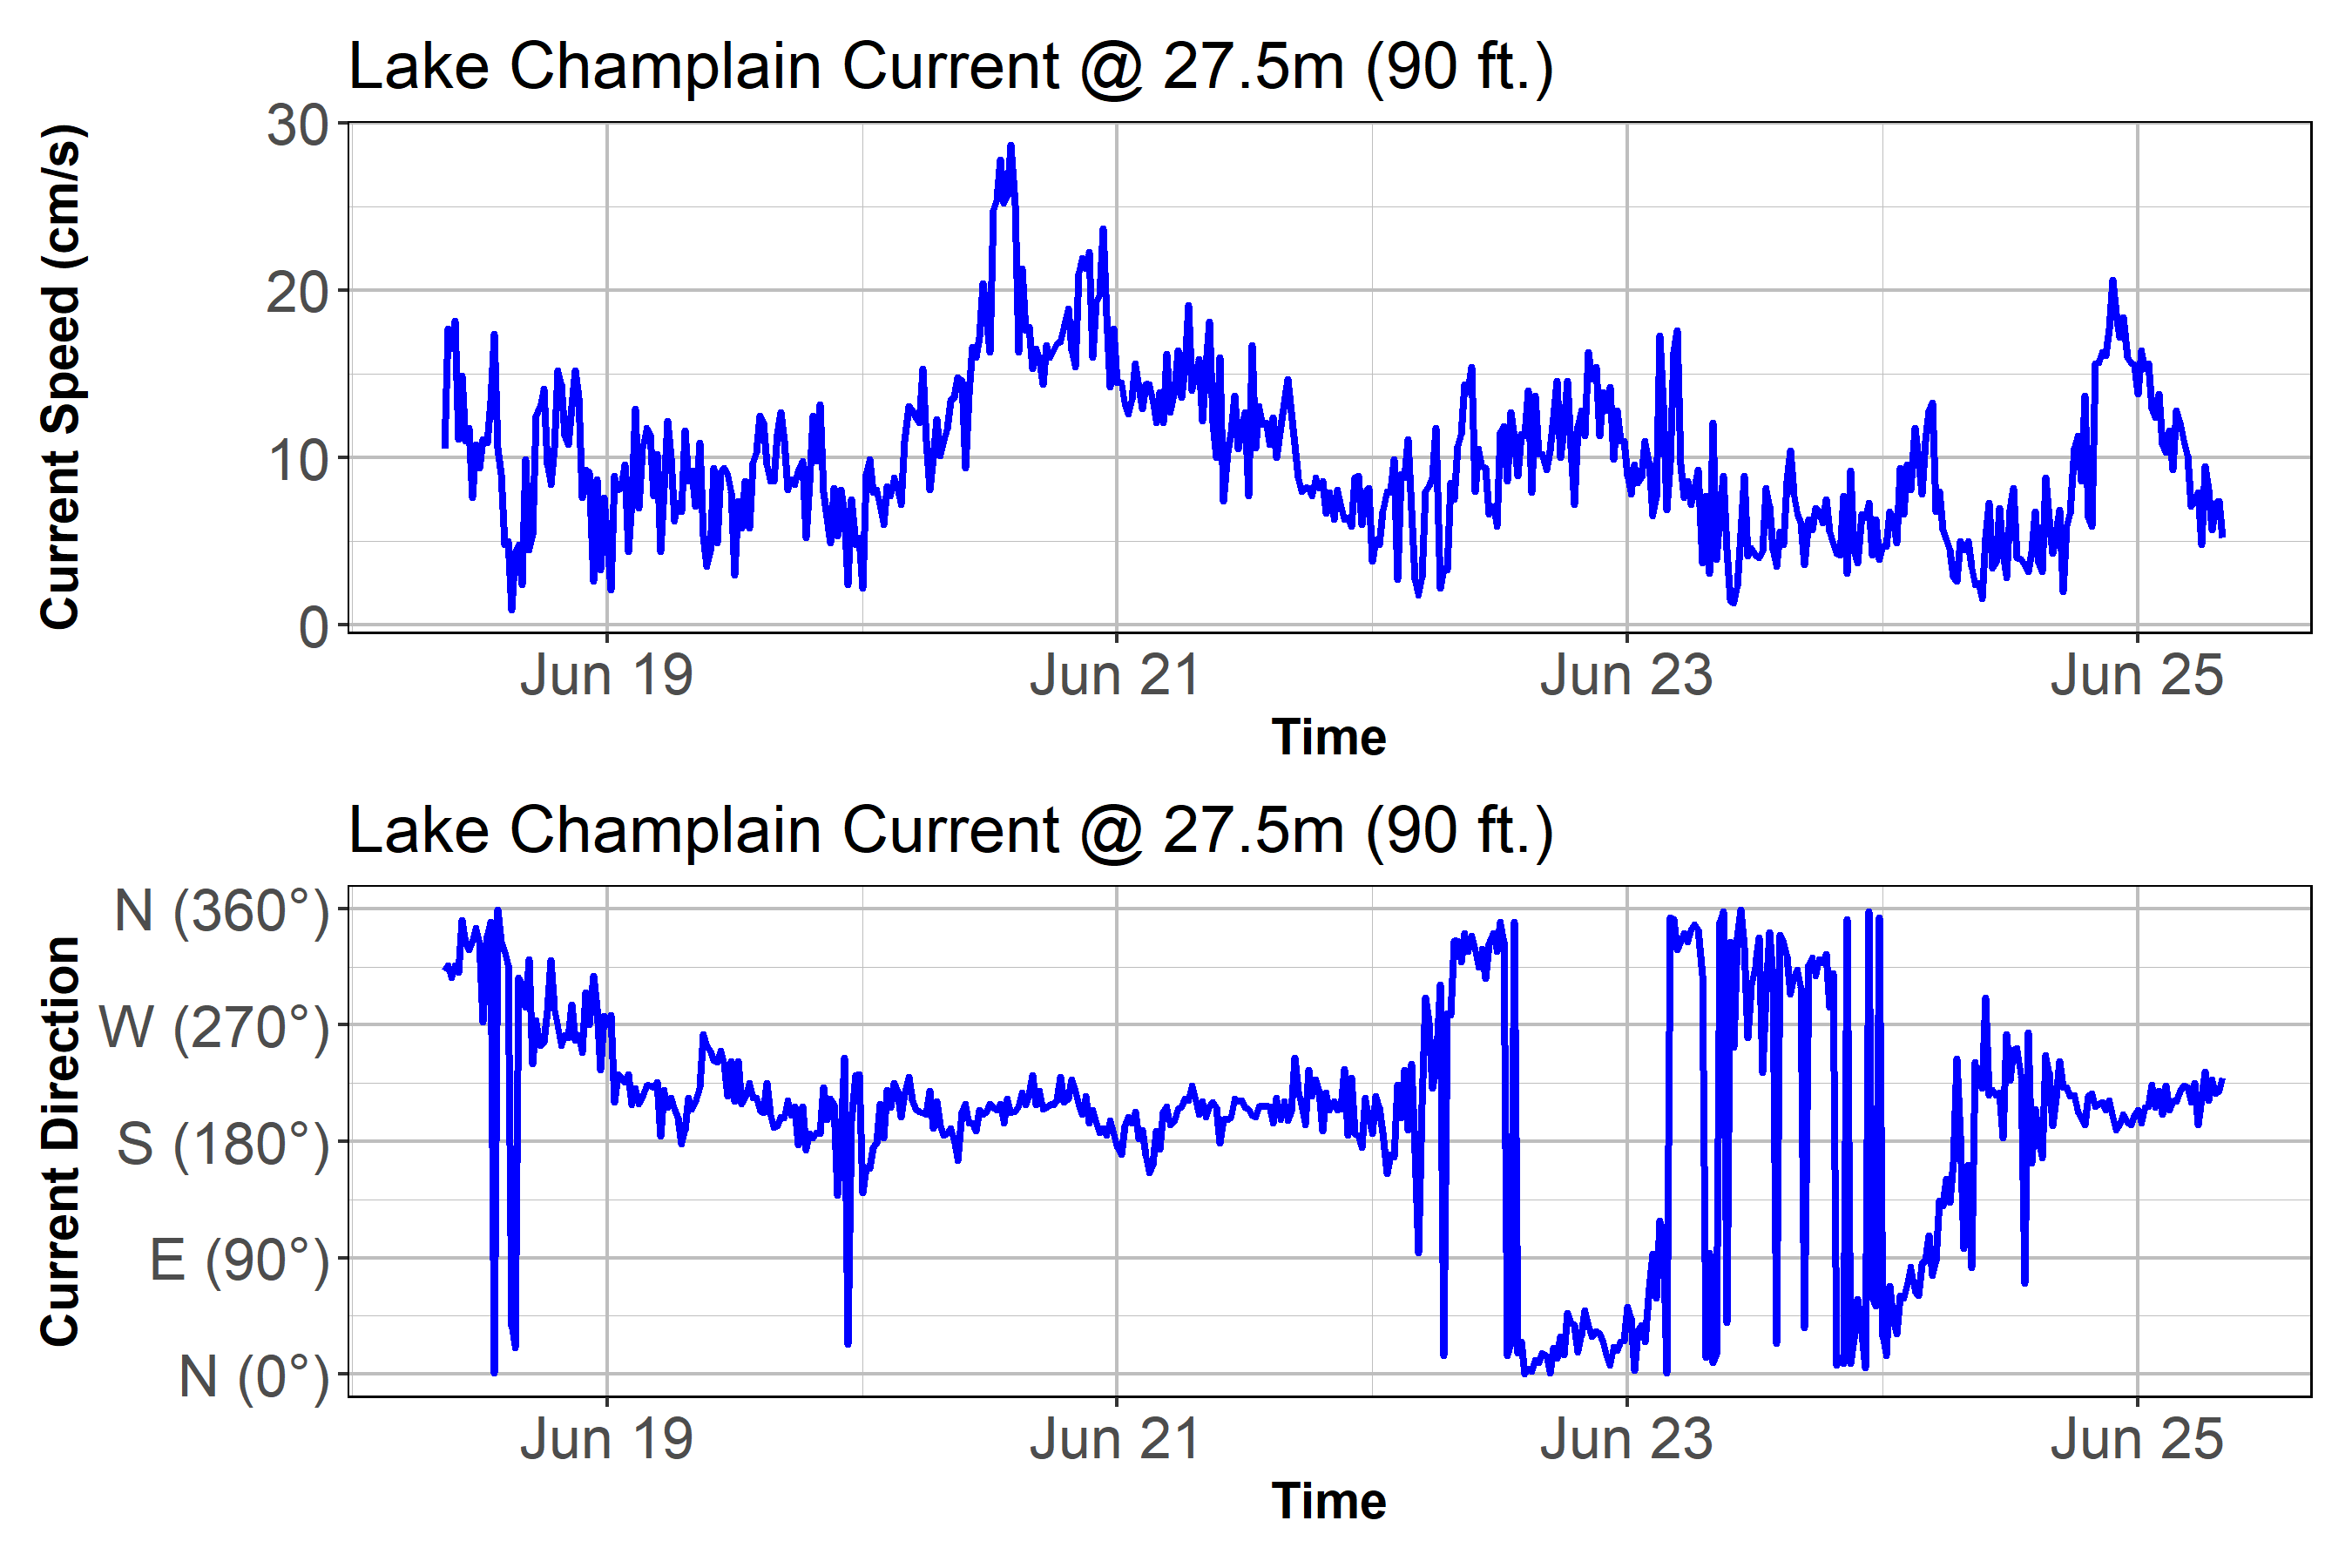 Lake Champlain Current @ 27.5m (90 ft.)
Current Speed (cm/s)
30
20
10
0
Jun 19
Jun 21
Jun 23
Jun 25
Time
Lake Champlain Current @ 27.5m (90 ft.)
Current Direction
N (360°)
W (270°)
S (180°)
E (90°)
N (0°)
Jun 19
Jun 21
Jun 23
Jun 25
Time